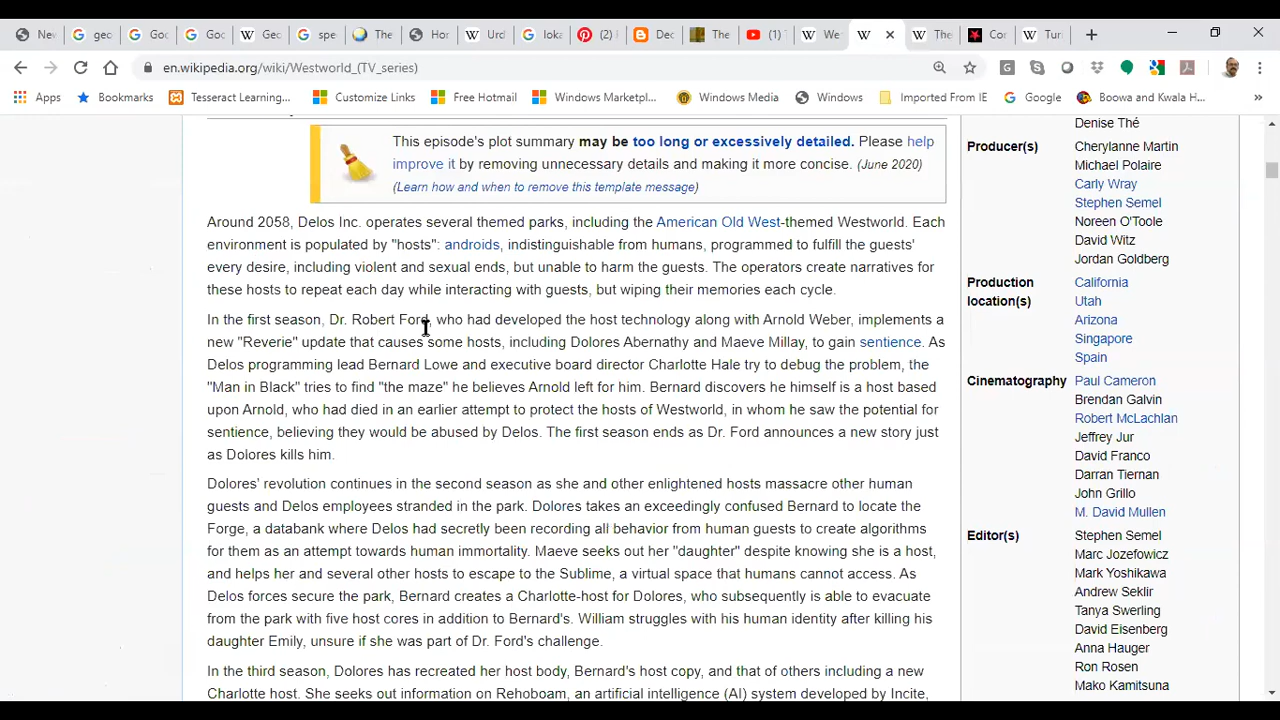 Nev
geo
Goo
Goo
Geo
spe
The
Hor
Urd
loka
(2)
Dec
The
(1)
We
The
Cor
Tur
en.wikipedia.org/wiki/Westworld_(TV_series)
Apps
Bookmarks
Tesseract Learning...
Customize Links
Free Hotmail
Windows Marketpl...
Windows Media
Windows
Imported From IE
Google
Boowa and Kwala H...
»
This episode's plot summary may be too long or excessively detailed. Please help
improve it by removing unnecessary details and making it more concise. (June 2020)
(Learn how and when to remove this template message)
Around 2058, Delos Inc. operates several themed parks, including the American Old West-themed Westworld. Each
environment is populated by "hosts": androids, indistinguishable from humans, programmed to fulfill the guests'
every desire, including violent and sexual ends, but unable to harm the guests. The operators create narratives for
these hosts to repeat each day while interacting with guests, but wiping their memories each cycle.
In the first season, Dr. Robert Ford, who had developed the host technology along with Arnold Weber, implements a
new "Reverie" update that causes some hosts, including Dolores Abernathy and Maeve Millay, to gain sentience. As
Delos programming lead Bernard Lowe and executive board director Charlotte Hale try to debug the problem, the
"Man in Black" tries to find "the maze" he believes Arnold left for him. Bernard discovers he himself is a host based
upon Arnold, who had died in an earlier attempt to protect the hosts of Westworld, in whom he saw the potential for
sentience, believing they would be abused by Delos. The first season ends as Dr. Ford announces a new story just
as Dolores kills him.
Dolores' revolution continues in the second season as she and other enlightened hosts massacre other human
guests and Delos employees stranded in the park. Dolores takes an exceedingly confused Bernard to locate the
Forge, a databank where Delos had secretly been recording all behavior from human guests to create algorithms
for them as an attempt towards human immortality. Maeve seeks out her "daughter" despite knowing she is a host,
and helps her and several other hosts to escape to the Sublime, a virtual space that humans cannot access. As
Delos forces secure the park, Bernard creates a Charlotte-host for Dolores, who subsequently is able to evacuate
from the park with five host cores in addition to Bernard's. William struggles with his human identity after killing his
daughter Emily, unsure if she was part of Dr. Ford's challenge.
In the third season, Dolores has recreated her host body, Bernard's host copy, and that of others including a new
Charlotte host. She seeks out information on Rehoboam, an artificial intelligence (AI) system developed by Incite,
Denise Thé
Producer(s)
Cherylanne Martin
Michael Polaire
Carly Wray
Stephen Semel
Noreen O'Toole
David Witz
Jordan Goldberg
Production
location(s)
California
Utah
Arizona
Singapore
Spain
Cinematography
Paul Cameron
Brendan Galvin
Robert McLachlan
Jeffrey Jur
David Franco
Darran Tiernan
John Grillo
M. David Mullen
Editor(s)
Stephen Semel
Marc Jozefowicz
Mark Yoshikawa
Andrew Seklir
Tanya Swerling
David Eisenberg
Anna Hauger
Ron Rosen
Mako Kamitsuna